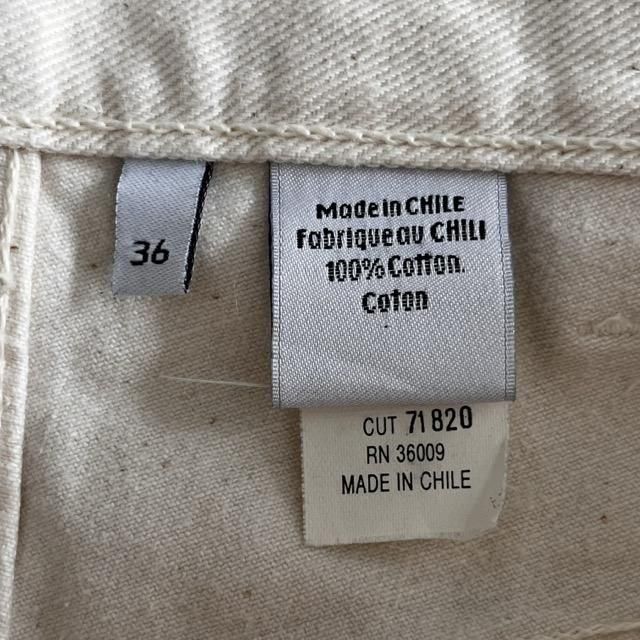 36
Made in CHILE
Fabrique au CHILI
100% Cotton.
Coton
CUT 71820
RN 36009
MADE IN CHILE